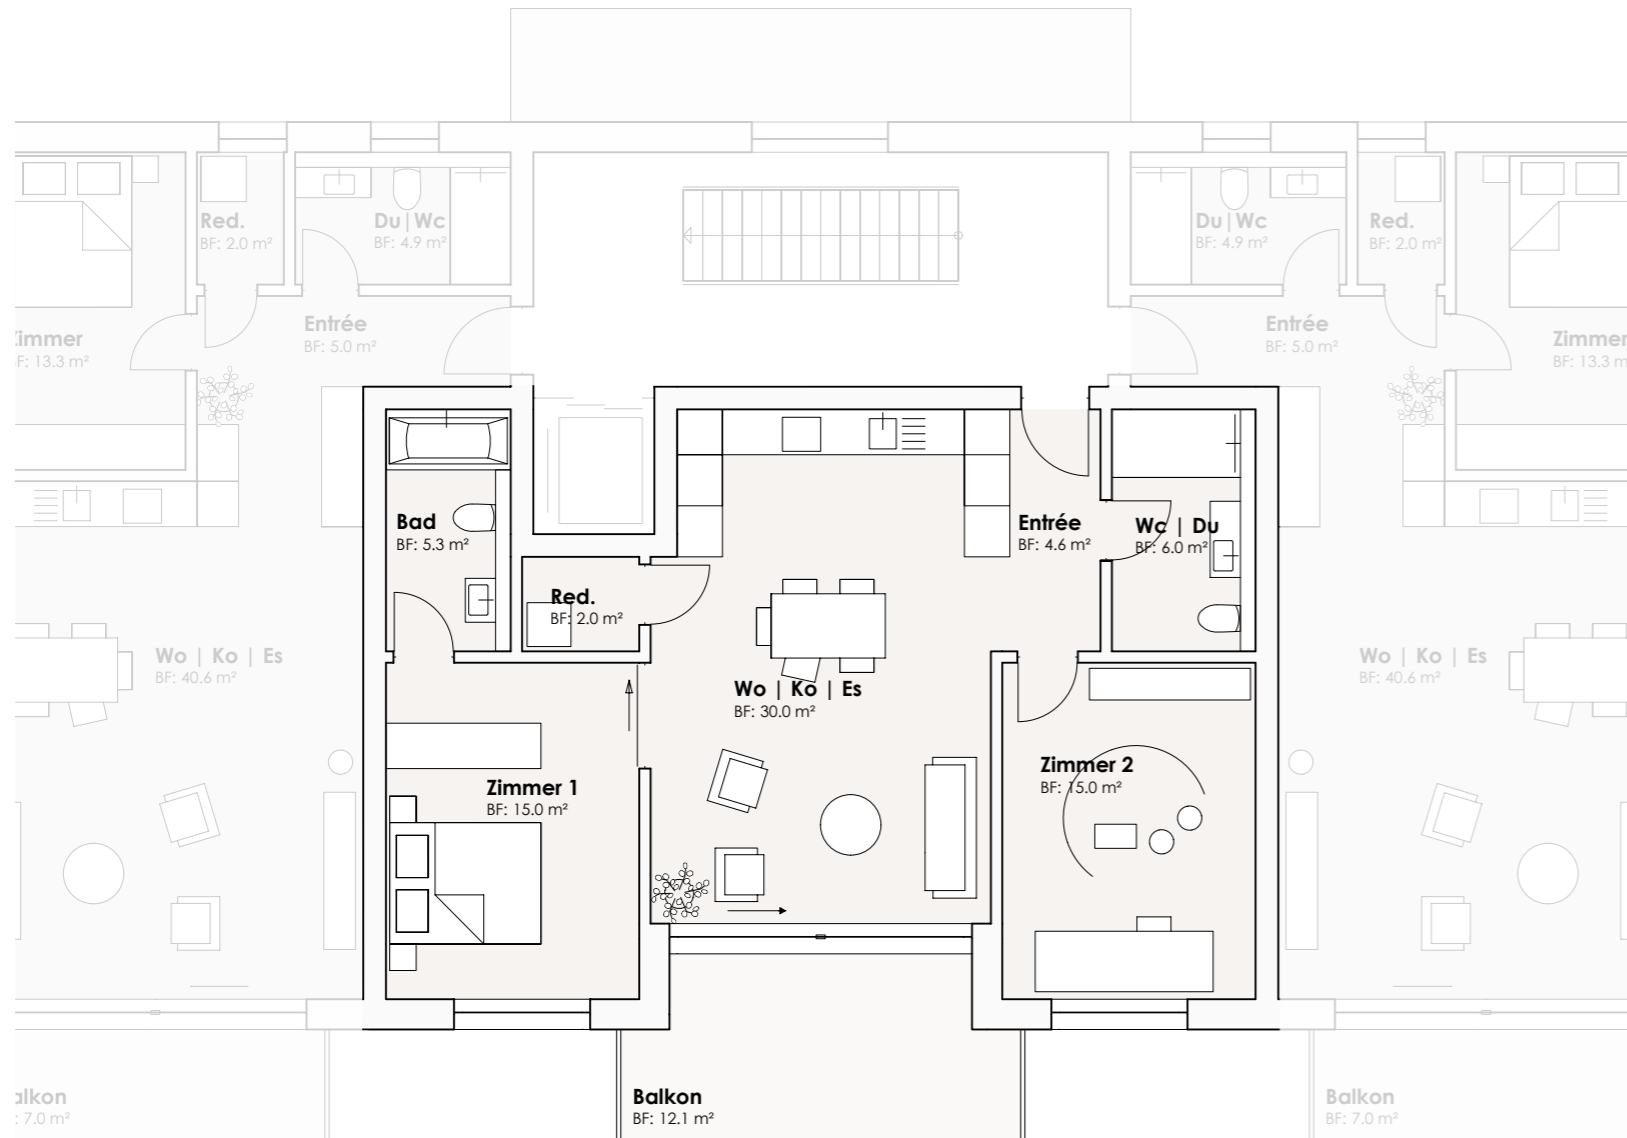 Red.
BF: 2.0 m²
Du|Wc
BF: 4.9 m²
Du|Wc
BF: 4.9 m²
Red.
BF: 2.0 m²
Zimmer
BF: 13.3 m²
Entrée
BF: 5.0 m²
Entrée
BF: 5.0 m²
Zimmer
BF: 13.3 m
Bad
BF: 5.3 m²
Entrée
BF: 4.6 m²
Wc | Du
BF: 6.0 m²
Red.
BF: 2.0 m²
Wo | Ko | Es
BF: 40.6 m²
Wo | Ko | Es
BF: 30.0 m²
Wo | Ko | Es
BF: 40.6 m²
Zimmer 1
BF: 15.0 m²
Zimmer 2
BF: 15.0 m²
alkon
: 7.0 m²
Balkon
BF: 12.1 m²
Balkon
BF: 7.0 m²